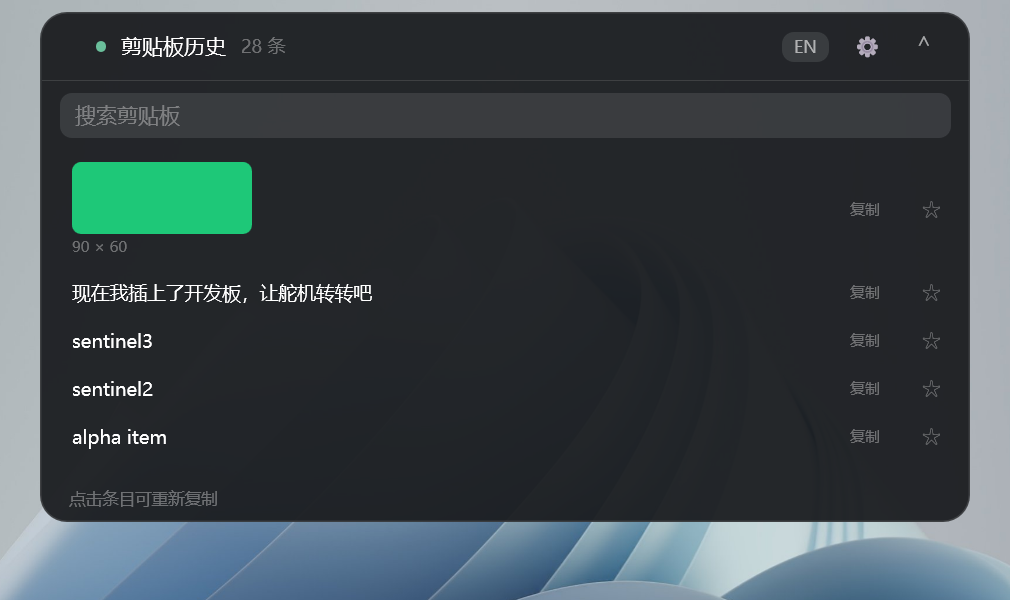 剪贴板历史 28 条 EN ^
搜索剪贴板
复制 ☆
90 × 60
现在我插上了开发板，让舵机转转吧 复制 ☆
sentinel3 复制 ☆
sentinel2 复制 ☆
alpha item 复制 ☆
点击条目可重新复制